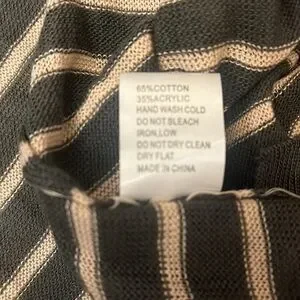 65%COTTON
35%ACRYLIC
HAND WASH COLD
DO NOT BLEACH
IRON,LOW
DO NOT DRY CLEAN
DRY FLAT
MADE IN CHINA